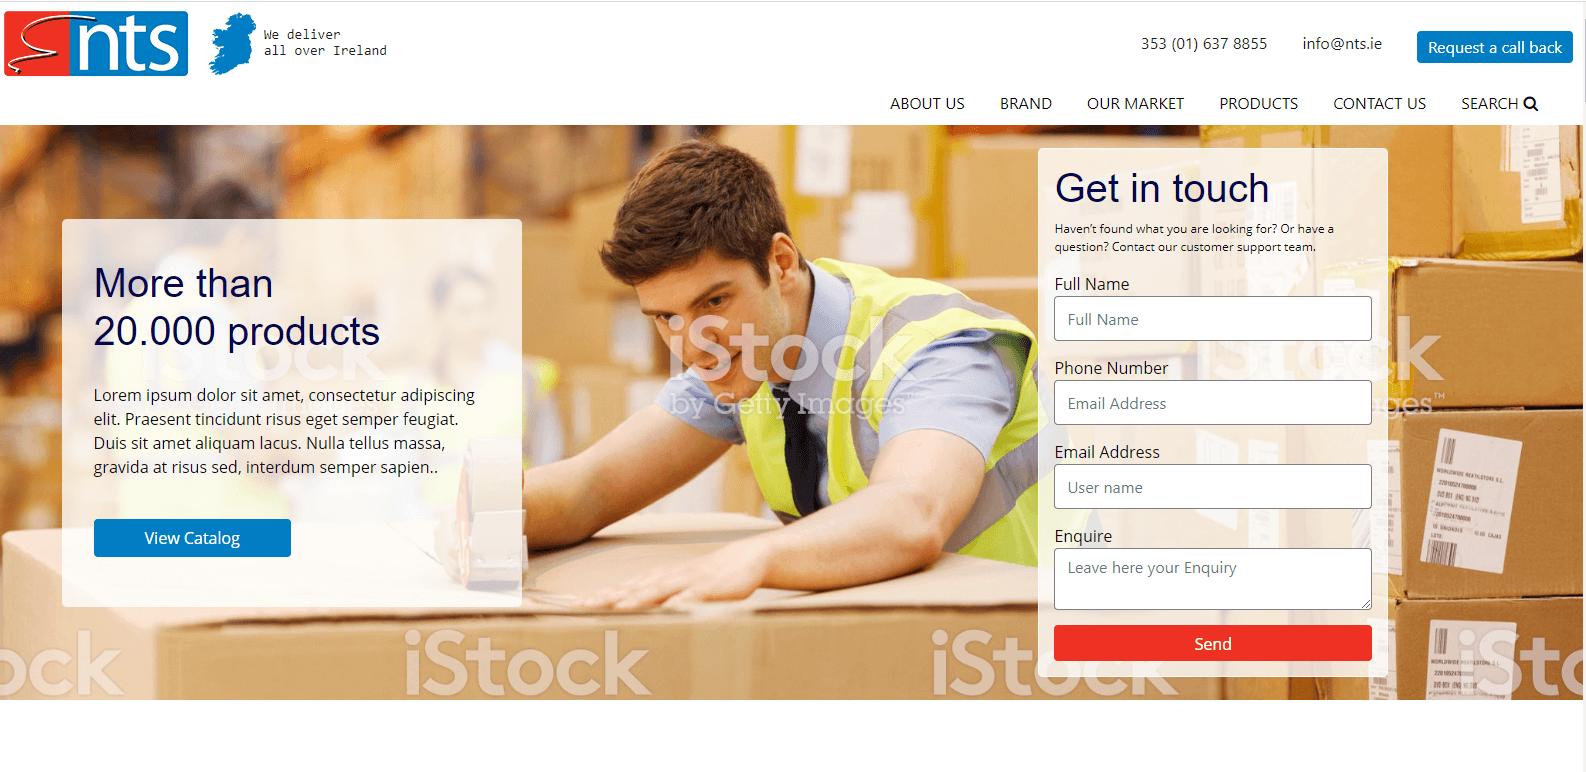 nts
We deliver
all over Ireland
353 (01) 637 8855
info@nts.ie
Request a call back
ABOUT US
BRAND
OUR MARKET
PRODUCTS
CONTACT US
SEARCH
More than
20.000 products
Lorem ipsum dolor sit amet, consectetur adipiscing
elit. Praesent tincidunt risus eget semper feugiat.
Duis sit amet aliquam lacus. Nulla tellus massa,
gravida at risus sed, interdum semper sapien..
View Catalog
iStock
by Getty Images™
Get in touch
Haven’t found what you are looking for? Or have a
question? Contact our customer support team.
Full Name
Full Name
Phone Number
Email Address
Email Address
User name
Enquire
Leave here your Enquiry
Send
iStock
iStock